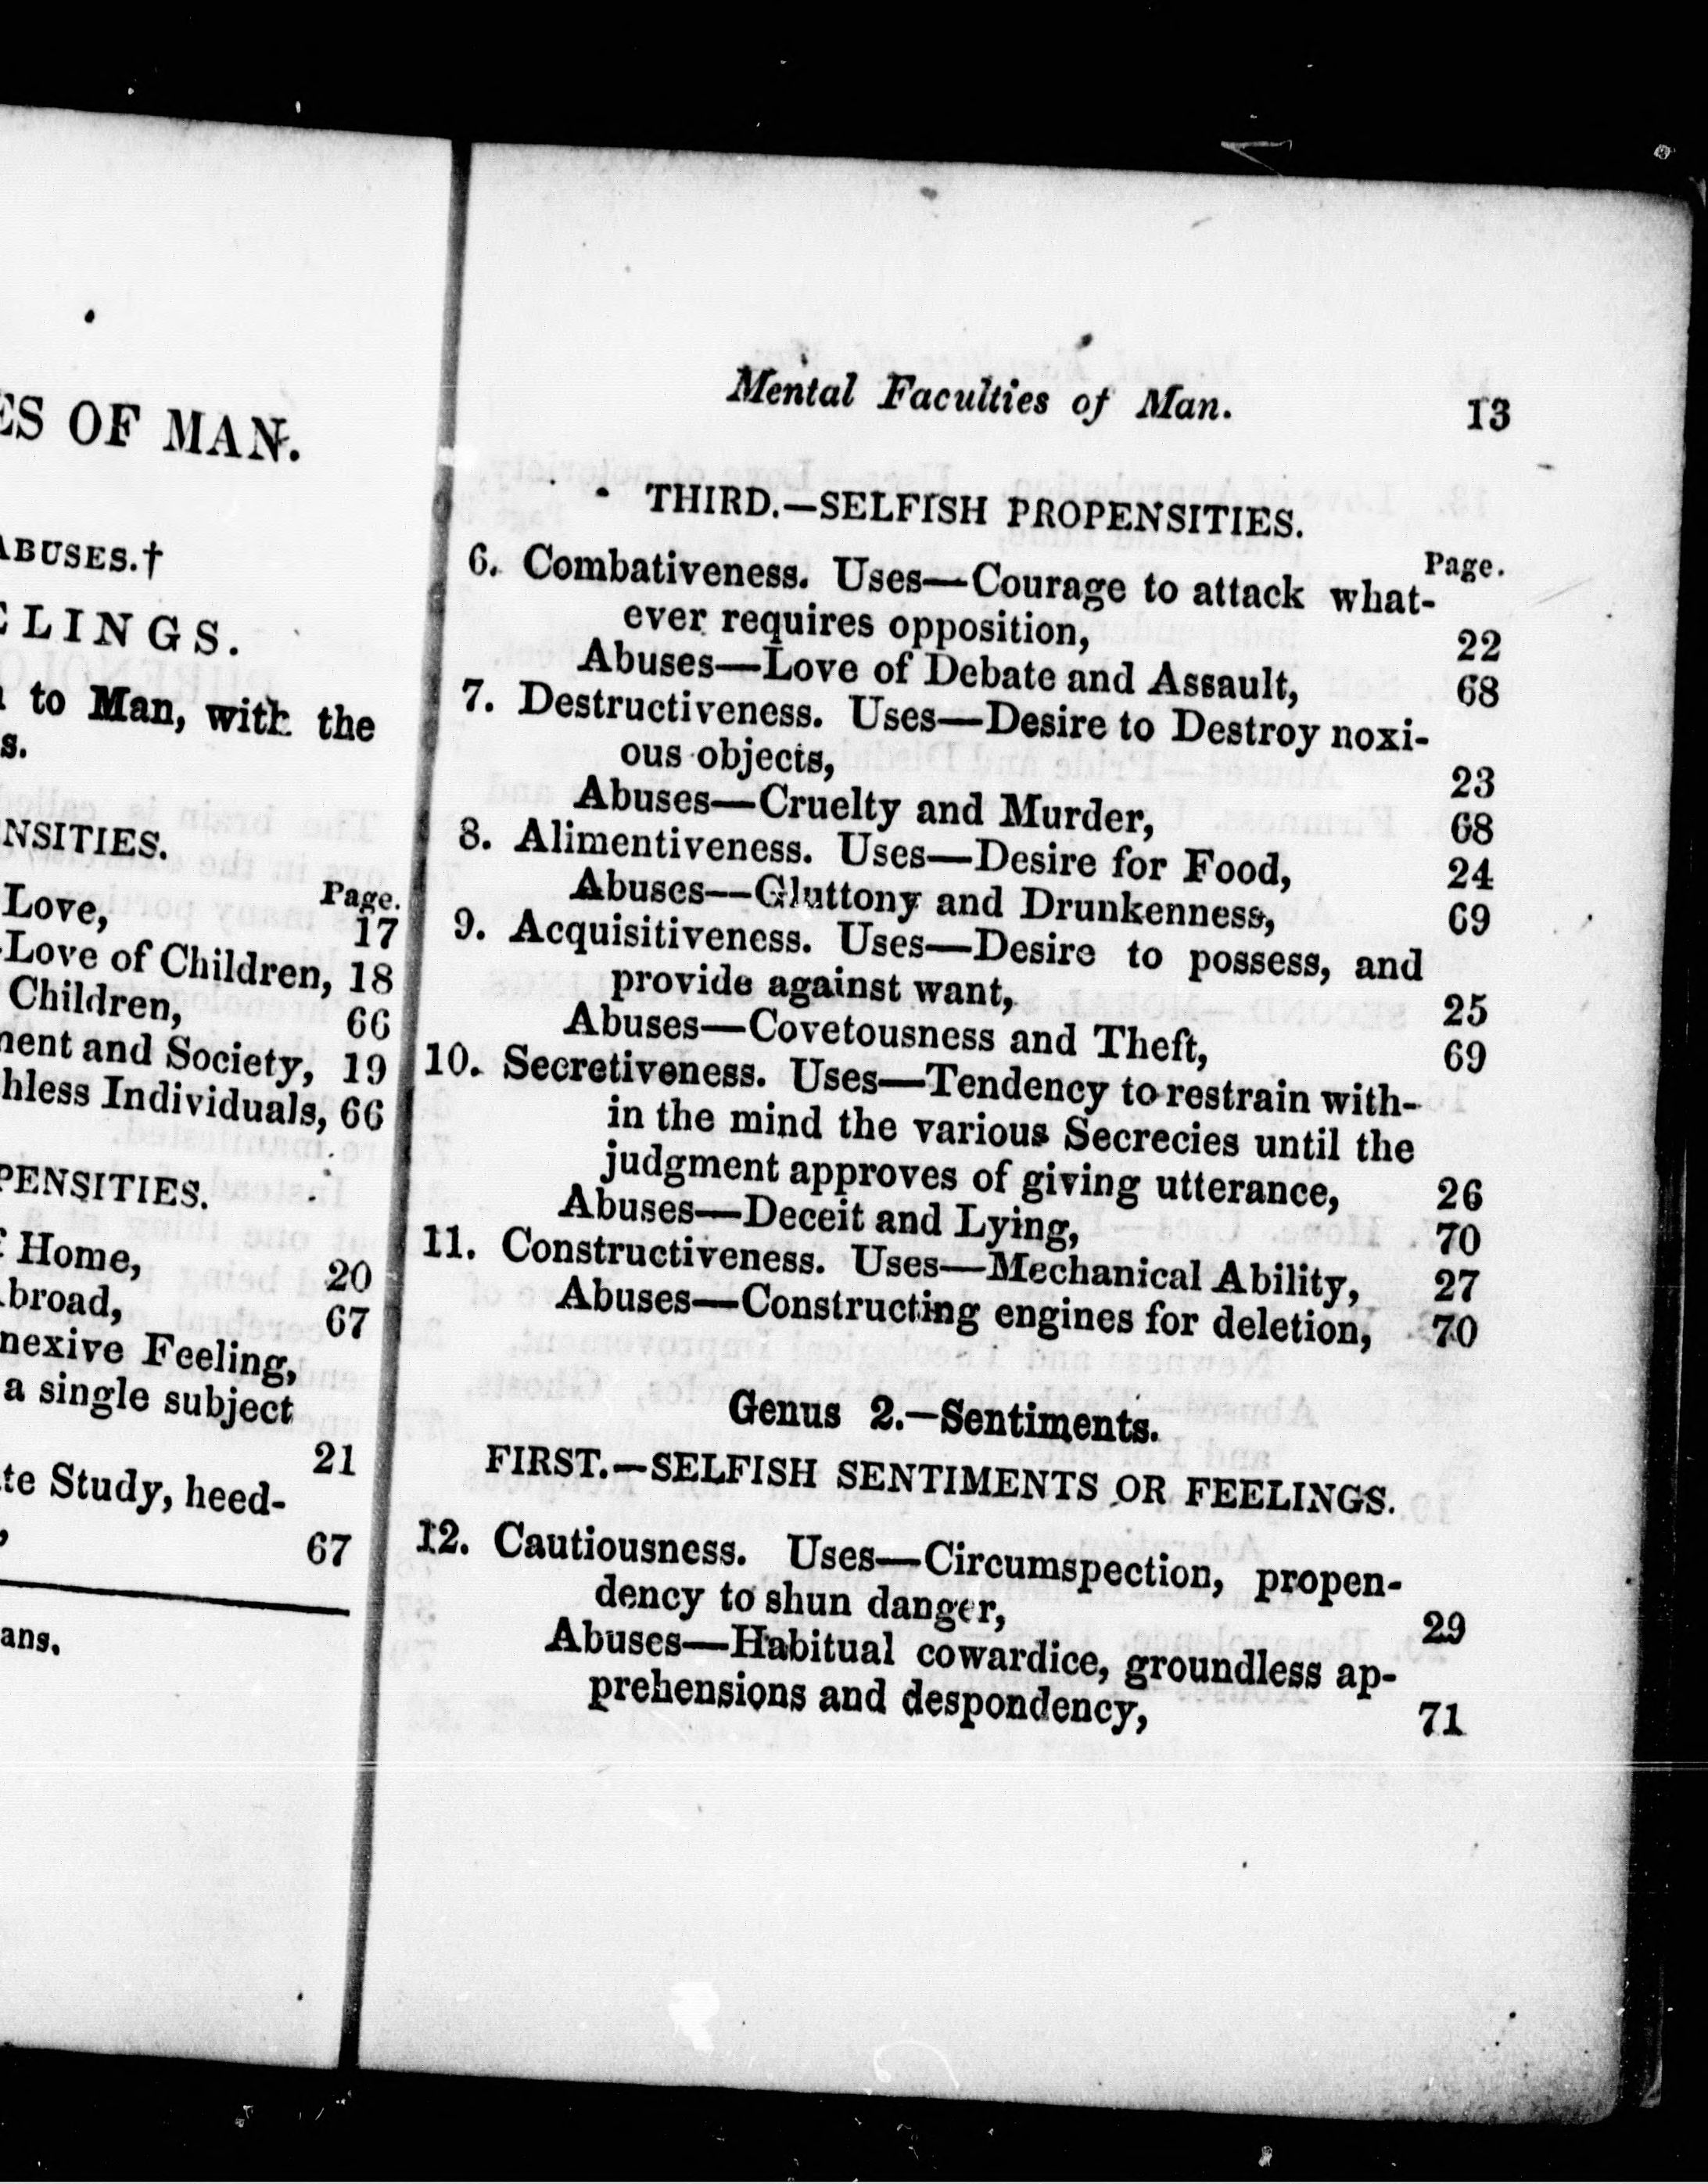 ES OF MAN.
ABUSES.†
ELINGS.
to Man, with the
s.
NSITIES.
Page.
Love, 17
Love of Children, 18
Children, 66
ment and Society, 19
hless Individuals, 66
PENSITIES.
Home, 20
broad, 67
nexive Feeling,
a single subject
21
te Study, heed-
, 67
ans.
Mental Faculties of Man. 13
THIRD.—SELFISH PROPENSITIES.
Page.
6. Combativeness. Uses—Courage to attack what-
ever requires opposition, 22
Abuses—Love of Debate and Assault, 68
7. Destructiveness. Uses—Desire to Destroy noxi-
ous objects, 23
Abuses—Cruelty and Murder, 68
8. Alimentiveness. Uses—Desire for Food, 24
Abuses—Gluttony and Drunkenness, 69
9. Acquisitiveness. Uses—Desire to possess, and
provide against want, 25
Abuses—Covetousness and Theft, 69
10. Secretiveness. Uses—Tendency to restrain with-
in the mind the various Secrecies until the
judgment approves of giving utterance, 26
Abuses—Deceit and Lying, 70
11. Constructiveness. Uses—Mechanical Ability, 27
Abuses—Constructing engines for deletion, 70
Genus 2.—Sentiments.
FIRST.—SELFISH SENTIMENTS OR FEELINGS.
12. Cautiousness. Uses—Circumspection, propen-
dency to shun danger, 29
Abuses—Habitual cowardice, groundless ap-
prehensions and despondency, 71